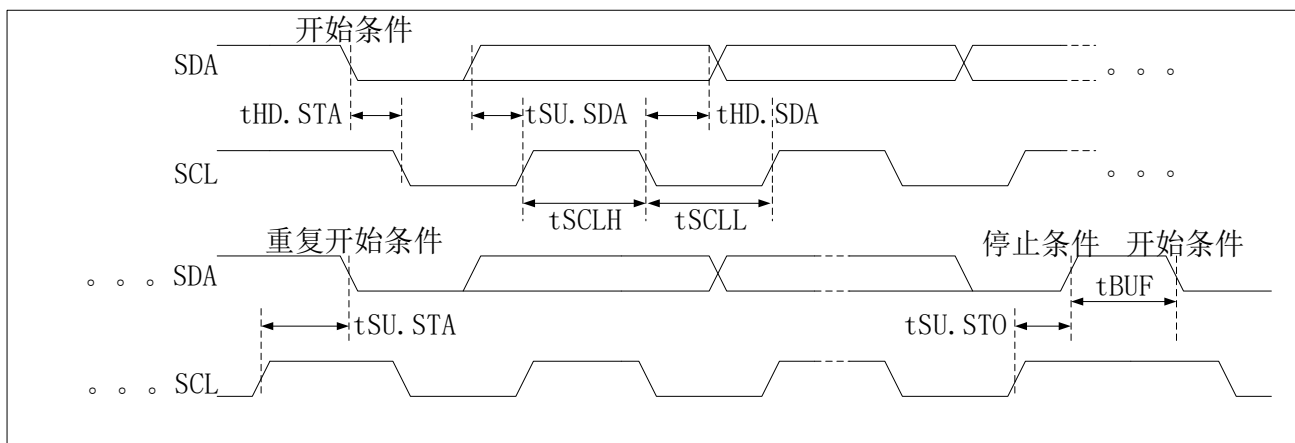 开始条件
SDA
。。。
tHD.STA tSU.SDA tHD.SDA
SCL
。。。
tSCLH tSCLL
重复开始条件 停止条件 开始条件
。。。 SDA
tBUF
tSU.STA tSU.STO
。。。 SCL